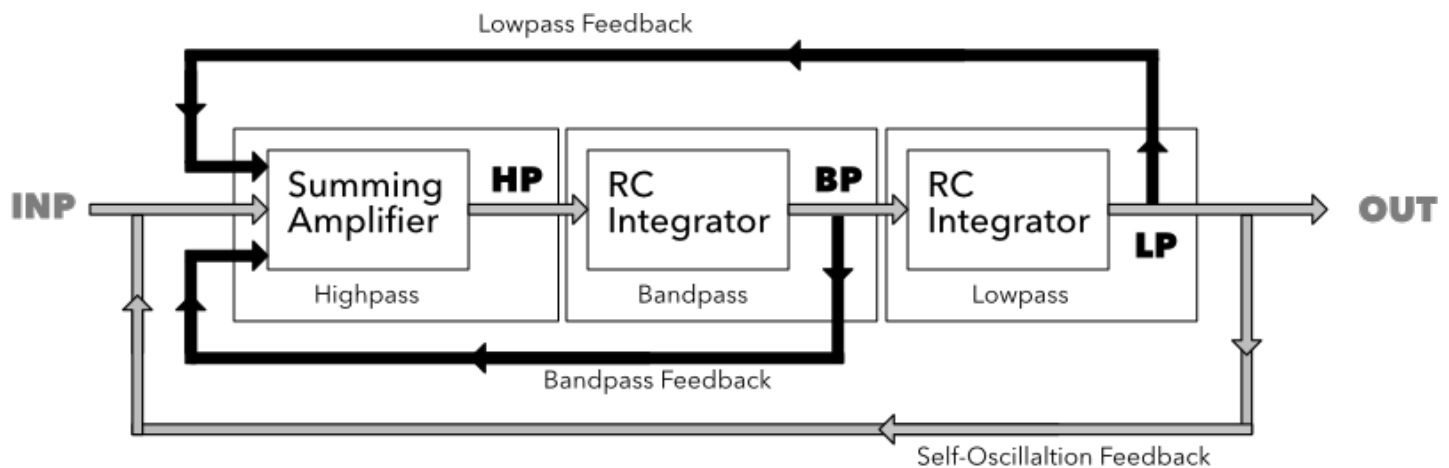 Lowpass Feedback
INP
Summing
Amplifier
HP
Highpass
RC
Integrator
BP
Bandpass
RC
Integrator
LP
Lowpass
OUT
Bandpass Feedback
Self-Oscillaltion Feedback